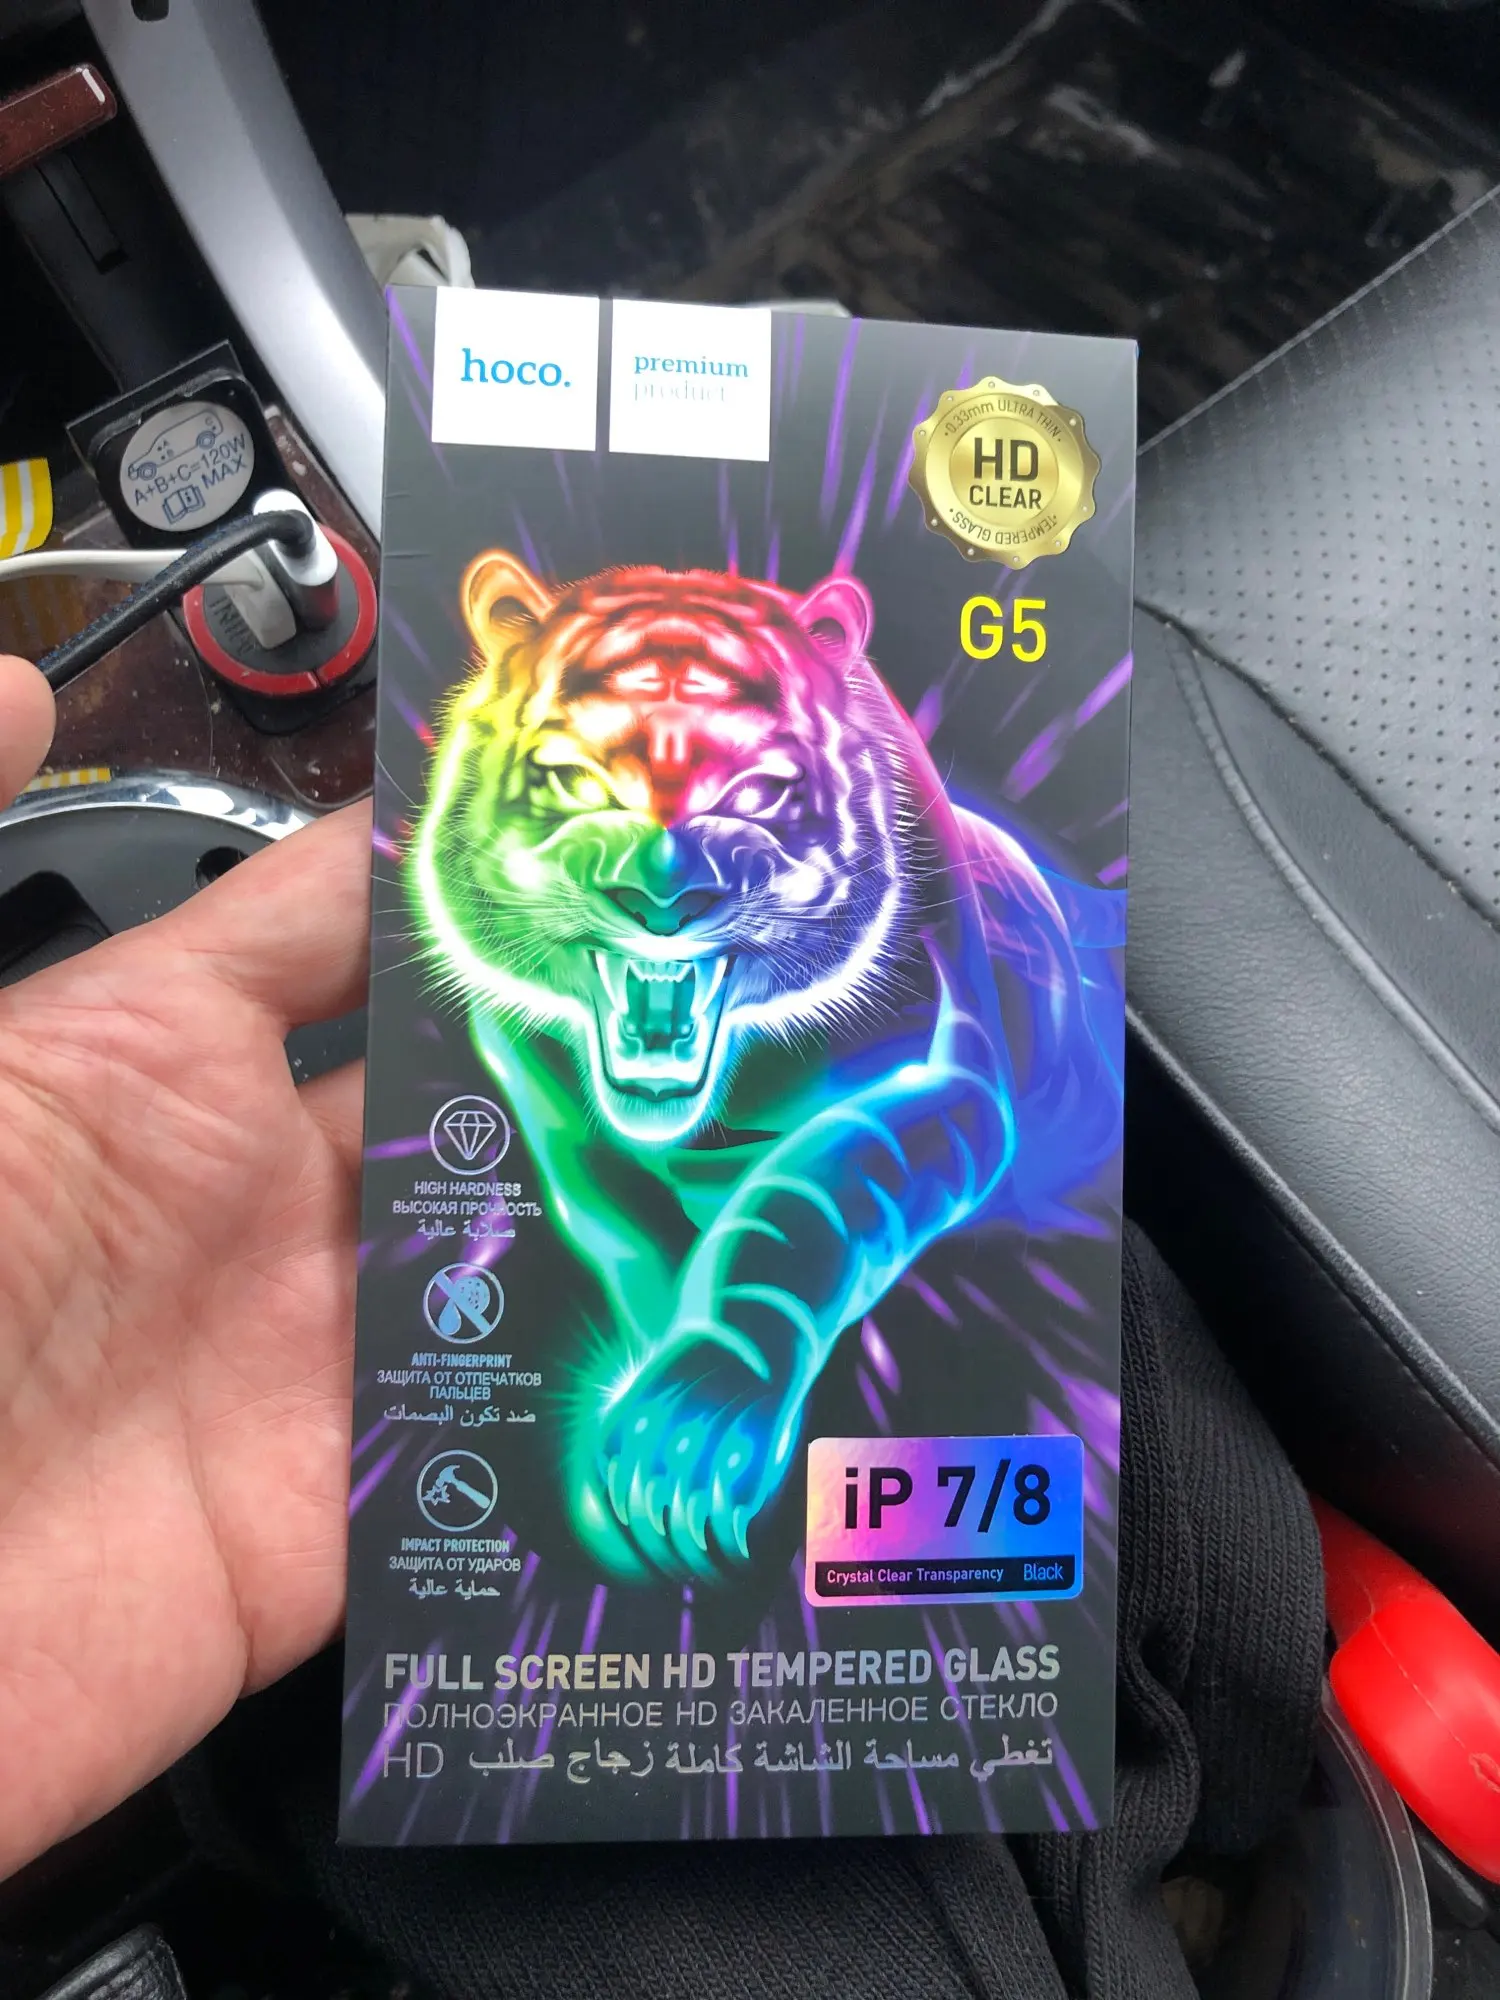 hoco.
premium
product
0.33mm ULTRA THIN
HD
CLEAR
TEMPERED GLASS
G5
A+B+C=120W
MAX
HIGH HARDNESS
ВЫСОКАЯ ПРОЧНОСТЬ
صلابة عالية
ANTI-FINGERPRINT
ЗАЩИТА ОТ ОТПЕЧАТКОВ
ПАЛЬЦЕВ
ضد تكون البصمات
IMPACT PROTECTION
ЗАЩИТА ОТ УДАРОВ
حماية عالية
iP 7/8
Crystal Clear Transparency Black
FULL SCREEN HD TEMPERED GLASS
ПОЛНОЭКРАННОЕ HD ЗАКАЛЕННОЕ СТЕКЛО
تغطي مساحة الشاشة كاملة زجاج صلب HD